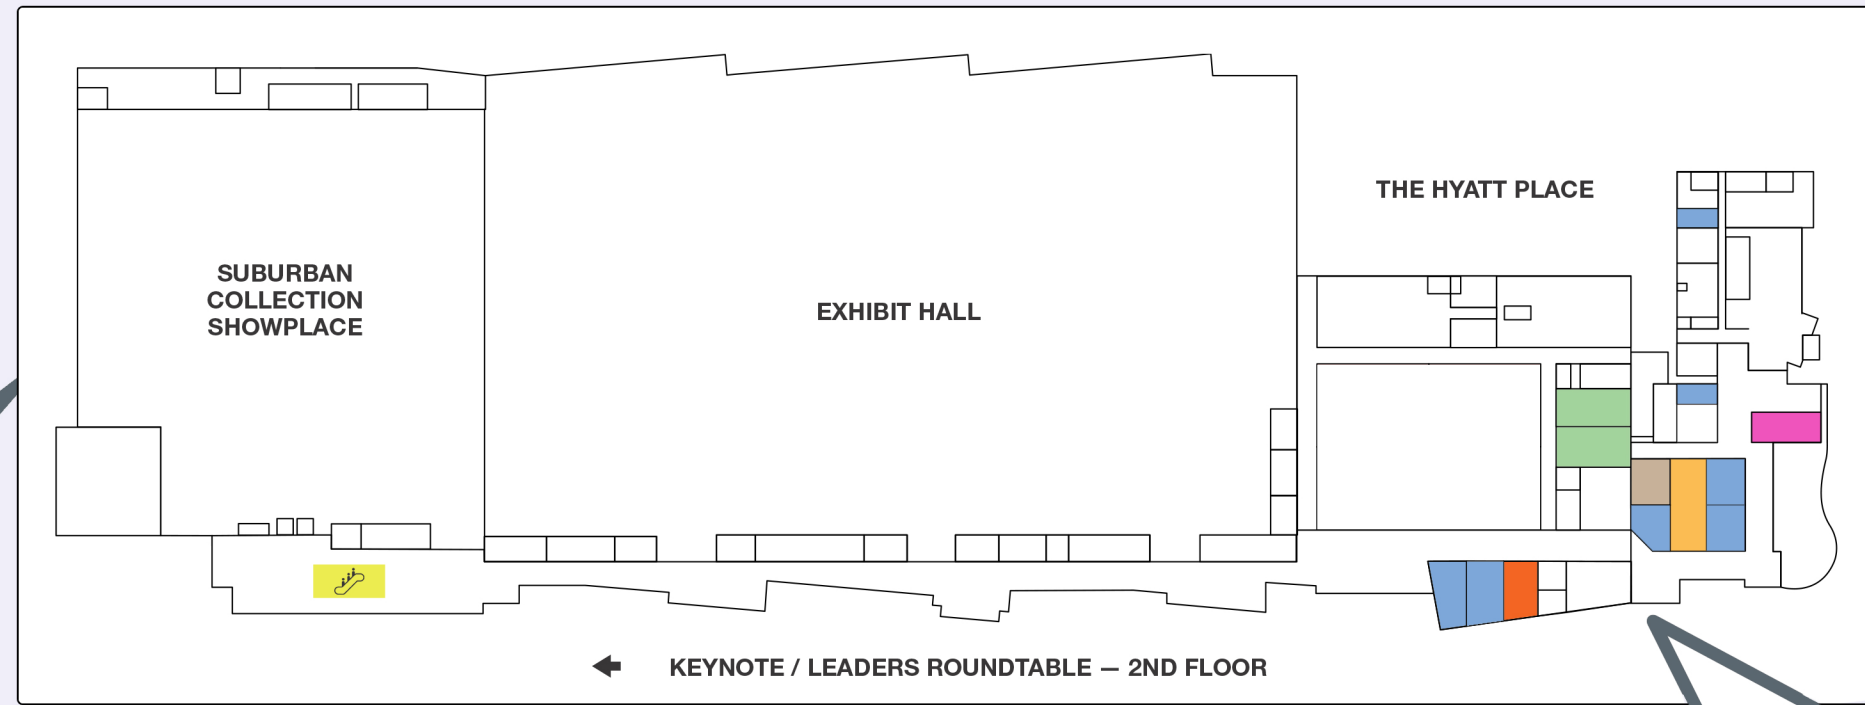 THE HYATT PLACE
SUBURBAN
COLLECTION
SHOWPLACE
EXHIBIT HALL
KEYNOTE / LEADERS ROUNDTABLE — 2ND FLOOR